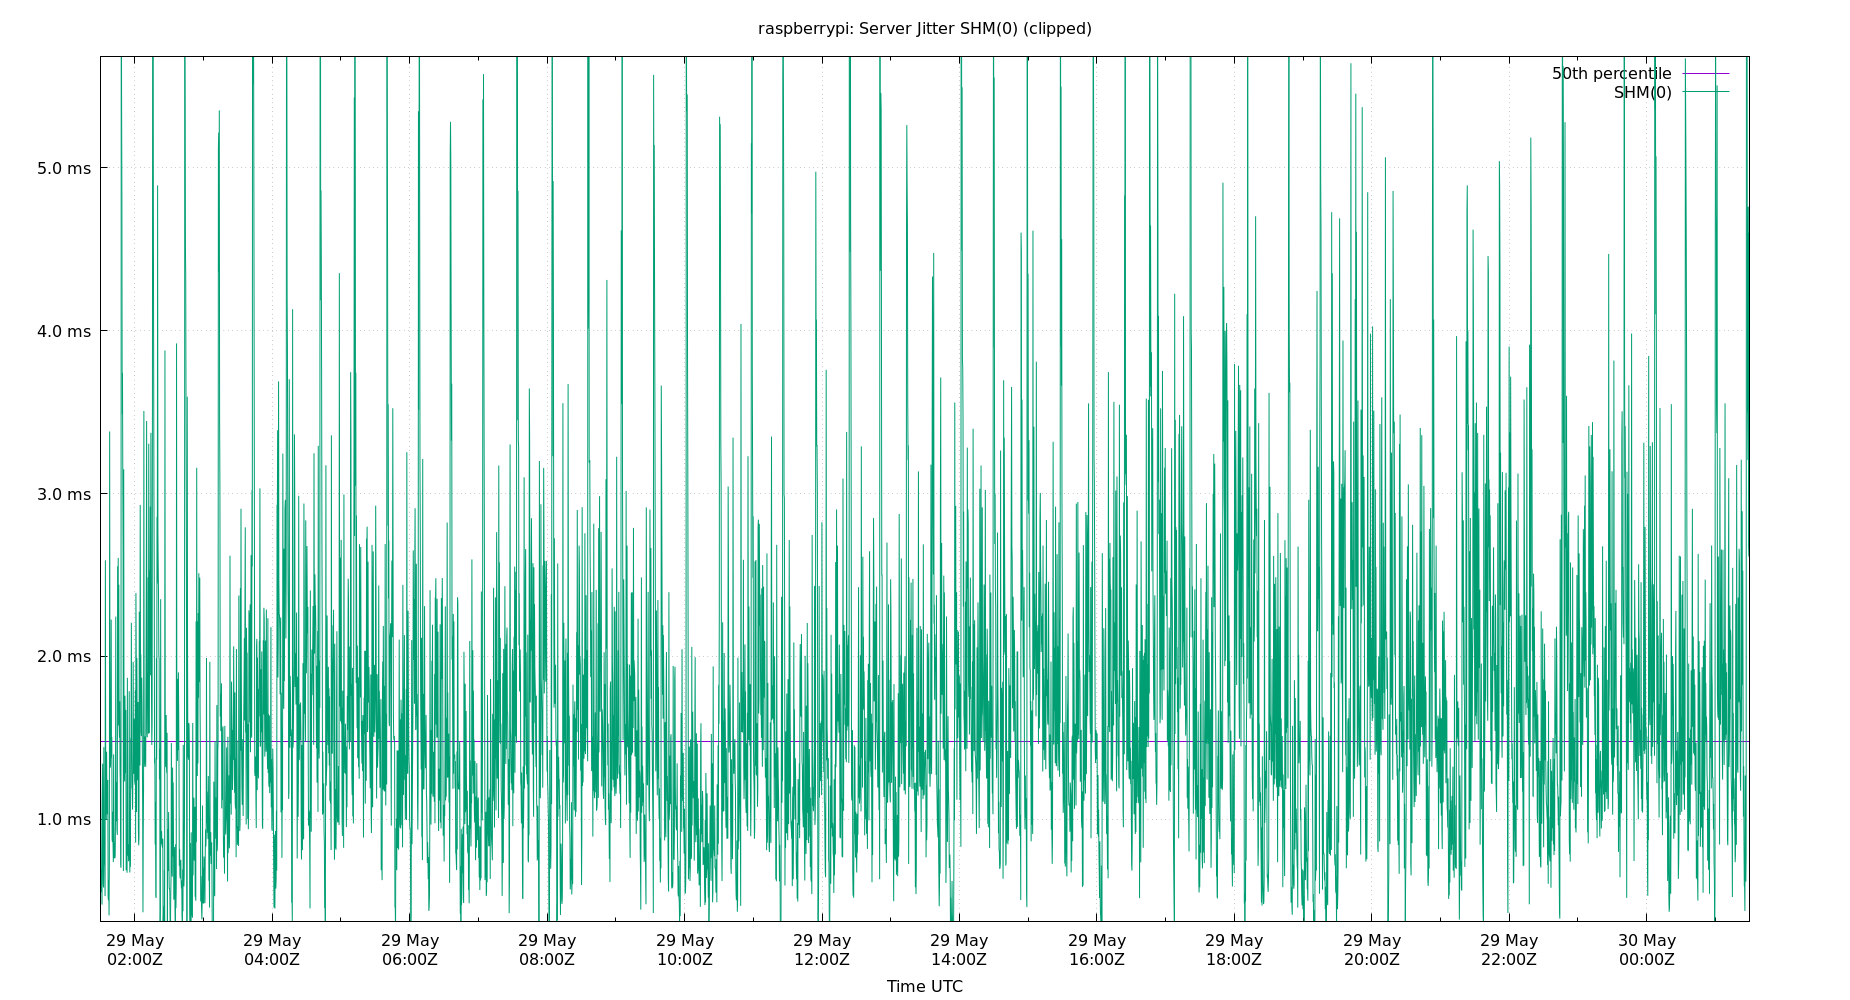 raspberrypi: Server Jitter SHM(0) (clipped)
50th percentile
SHM(0)
5.0 ms
4.0 ms
3.0 ms
2.0 ms
1.0 ms
29 May 29 May 29 May 29 May 29 May 29 May 29 May 29 May 29 May 29 May 29 May 30 May
02:00Z 04:00Z 06:00Z 08:00Z 10:00Z 12:00Z 14:00Z 16:00Z 18:00Z 20:00Z 22:00Z 00:00Z
Time UTC